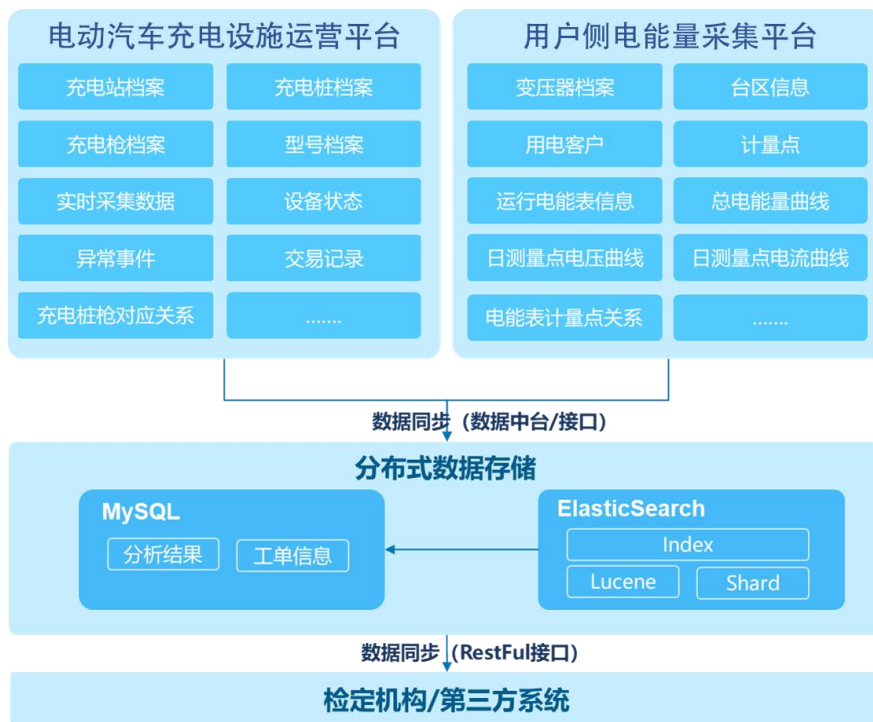 电动汽车充电设施运营平台
充电站档案
充电桩档案
充电枪档案
型号档案
实时采集数据
设备状态
异常事件
交易记录
充电桩枪对应关系
.......
用户侧电能量采集平台
变压器档案
台区信息
用电客户
计量点
运行电能表信息
总电能量曲线
日测量点电压曲线
日测量点电流曲线
电能表计量点关系
.......
数据同步（数据中台/接口）
分布式数据存储
MySQL
分析结果
工单信息
ElasticSearch
Index
Lucene
Shard
数据同步（RestFul接口）
检定机构/第三方系统